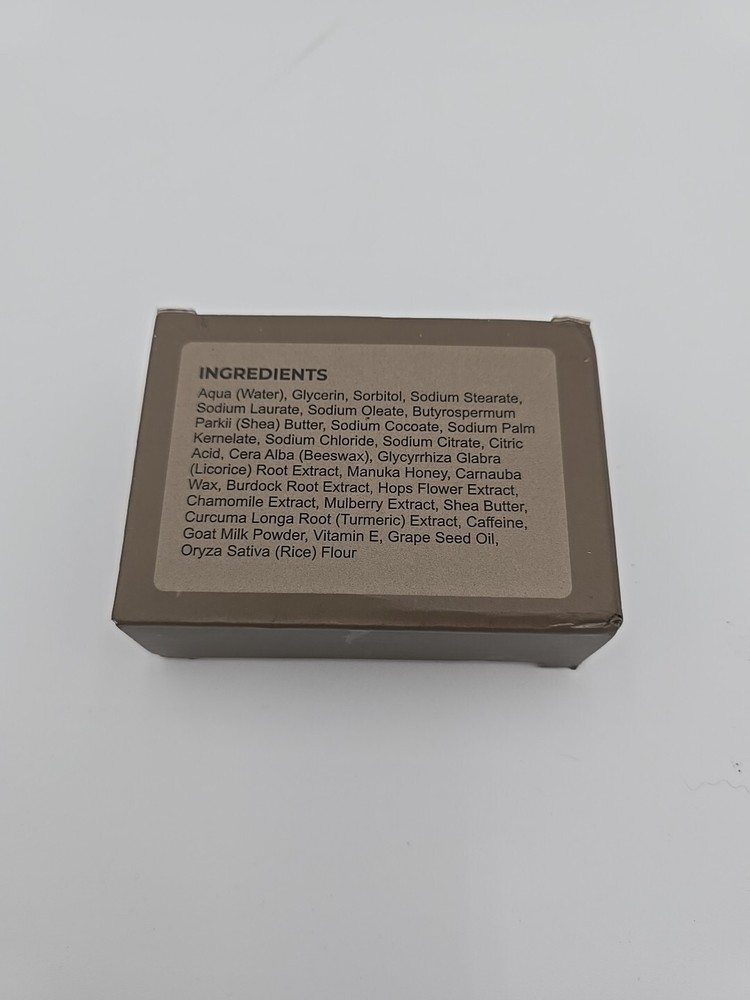 INGREDIENTS
Aqua (Water), Glycerin, Sorbitol, Sodium Stearate,
Sodium Laurate, Sodium Oleate, Butyrospermum
Parkii (Shea) Butter, Sodium Cocoate, Sodium Palm
Kernelate, Sodium Chloride, Sodium Citrate, Citric
Acid, Cera Alba (Beeswax), Glycyrrhiza Glabra
(Licorice) Root Extract, Manuka Honey, Carnauba
Wax, Burdock Root Extract, Hops Flower Extract,
Chamomile Extract, Mulberry Extract, Shea Butter,
Curcuma Longa Root (Turmeric) Extract, Caffeine,
Goat Milk Powder, Vitamin E, Grape Seed Oil,
Oryza Sativa (Rice) Flour